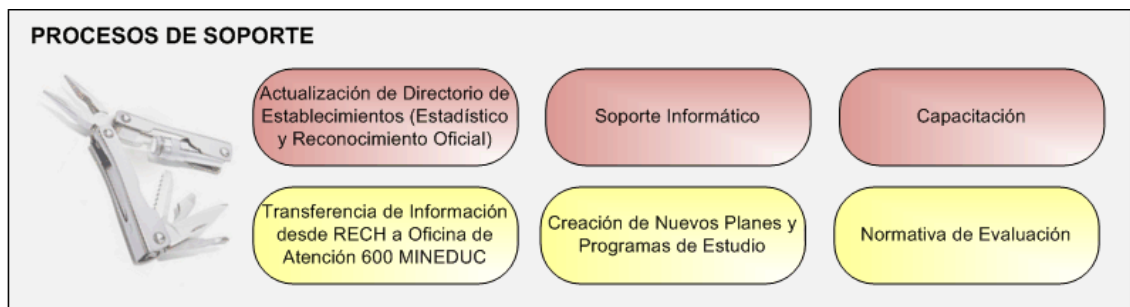 PROCESOS DE SOPORTE
Actualización de Directorio de
Establecimientos (Estadístico
y Reconocimiento Oficial)
Soporte Informático
Capacitación
Transferencia de Información
desde RECH a Oficina de
Atención 600 MINEDUC
Creación de Nuevos Planes y
Programas de Estudio
Normativa de Evaluación